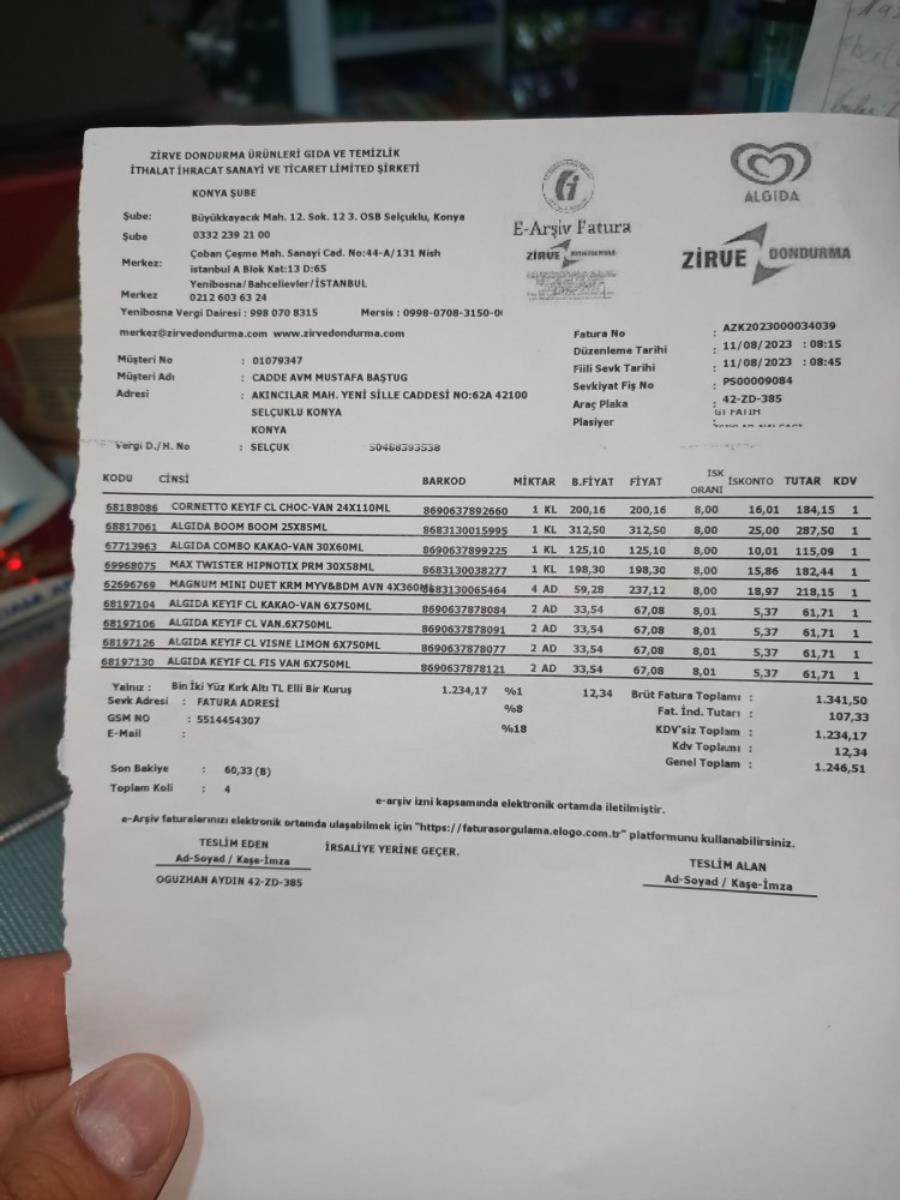 ZİRVE DONDURMA ÜRÜNLERİ GIDA VE TEMİZLİK
İTHALAT İHRACAT SANAYİ VE TİCARET LİMİTED ŞİRKETİ
KONYA ŞUBE
Şube: Büyükkayacık Mah. 12. Sok. 12 3. OSB Selçuklu, Konya
Şube 0332 239 21 00
Merkez: Çoban Çeşme Mah. Sanayi Cad. No:44-A/131 Nish
istanbul A Blok Kat:13 D:65
Yenibosna/Bahcelievler/İSTANBUL
Merkez 0212 603 63 24
Yenibosna Vergi Dairesi : 998 070 8315 Mersis : 0998-0708-3150-0
merkez@zirvedondurma.com www.zirvedondurma.com
E-Arşiv Fatura
ZİRVE
ALGIDA
ZİRVE DONDURMA
Fatura No : AZK2023000034039
Düzenleme Tarihi : 11/08/2023 : 08:15
Fiili Sevk Tarihi : 11/08/2023 : 08:45
Sevkiyat Fiş No : PS00009084
Araç Plaka : 42-ZD-385
Plasiyer :
Müşteri No : 01079347
Müşteri Adı : CADDE AVM MUSTAFA BAŞTUG
Adresi : AKINCILAR MAH. YENİ SİLLE CADDESİ NO:62A 42100
SELÇUKLU KONYA
KONYA
Vergi D./H. No : SELÇUK 50468393538
KODU CİNSİ BARKOD MİKTAR B.FİYAT FİYAT ISK ORANI İSKONTO TUTAR KDV
68188086 CORNETTO KEYIF CL CHOC-VAN 24X110ML 8690637892660 1 KL 200,16 200,16 8,00 16,01 184,15 1
68817061 ALGIDA BOOM BOOM 25X85ML 8683130015995 1 KL 312,50 312,50 8,00 25,00 287,50 1
67713963 ALGIDA COMBO KAKAO-VAN 30X60ML 8690637899225 1 KL 125,10 125,10 8,00 10,01 115,09 1
69968075 MAX TWISTER HIPNOTIX PRM 30X58ML 8683130038277 1 KL 198,30 198,30 8,00 15,86 182,44 1
62696769 MAGNUM MINI DUET KRM MYV&BDM AVN 4X360ML 8683130065464 4 AD 59,28 237,12 8,00 18,97 218,15 1
68197104 ALGIDA KEYIF CL KAKAO-VAN 6X750ML 8690637878084 2 AD 33,54 67,08 8,01 5,37 61,71 1
68197106 ALGIDA KEYIF CL VAN.6X750ML 8690637878091 2 AD 33,54 67,08 8,01 5,37 61,71 1
68197126 ALGIDA KEYIF CL VISNE LIMON 6X750ML 8690637878077 2 AD 33,54 67,08 8,01 5,37 61,71 1
68197130 ALGIDA KEYIF CL FIS VAN 6X750ML 8690637878121 2 AD 33,54 67,08 8,01 5,37 61,71 1
Yalnız : Bin İki Yüz Kırk Altı TL Elli Bir Kuruş 1.234,17 %1 12,34 Brüt Fatura Toplamı : 1.341,50
Sevk Adresi : FATURA ADRESİ %8 Fat. İnd. Tutarı : 107,33
GSM NO : 5514454307 %18 KDV'siz Toplam : 1.234,17
E-Mail : Kdv Toplamı : 12,34
Genel Toplam : 1.246,51
Son Bakiye : 60,33 (B)
Toplam Koli : 4
e-arşiv izni kapsamında elektronik ortamda iletilmiştir.
e-Arşiv faturalarınızı elektronik ortamda ulaşabilmek için "https://faturasorgulama.elogo.com.tr" platformunu kullanabilirsiniz.
TESLİM EDEN İRSALİYE YERİNE GEÇER. TESLİM ALAN
Ad-Soyad / Kaşe-İmza Ad-Soyad / Kaşe-İmza
OGUZHAN AYDIN 42-ZD-385